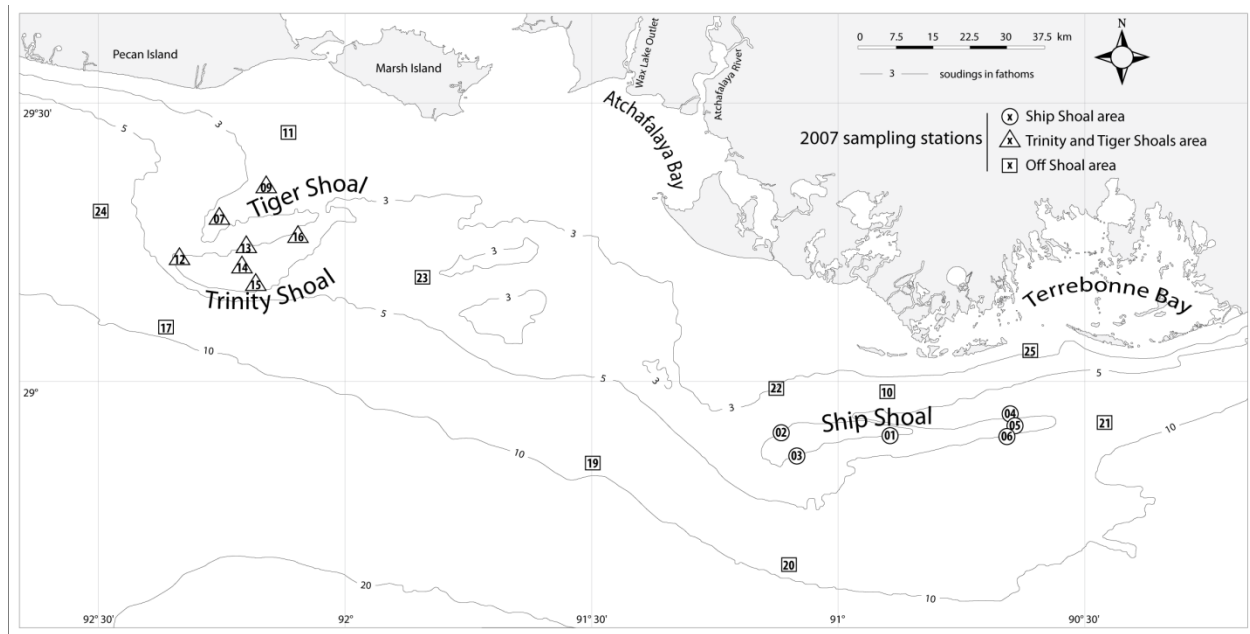 Pecan Island
Marsh Island
Wax Lake Outlet
Atchafalaya River
Atchafalaya Bay
N
0 7.5 15 22.5 30 37.5 km
3 soudings in fathoms
2007 sampling stations
x Ship Shoal area
x Trinity and Tiger Shoals area
x Off Shoal area
29°30'
5
3
11
09
Tiger Shoal
24
07
3
16
13
12
14
3
3
23
15
Trinity Shoal
3
Terrebonne Bay
17
5
10
25
29°
5
3
22
10
5
3
04
Ship Shoal
05
21
02
01
06
10
03
10
19
20
20
10
92° 30'
92°
91°
90° 30'